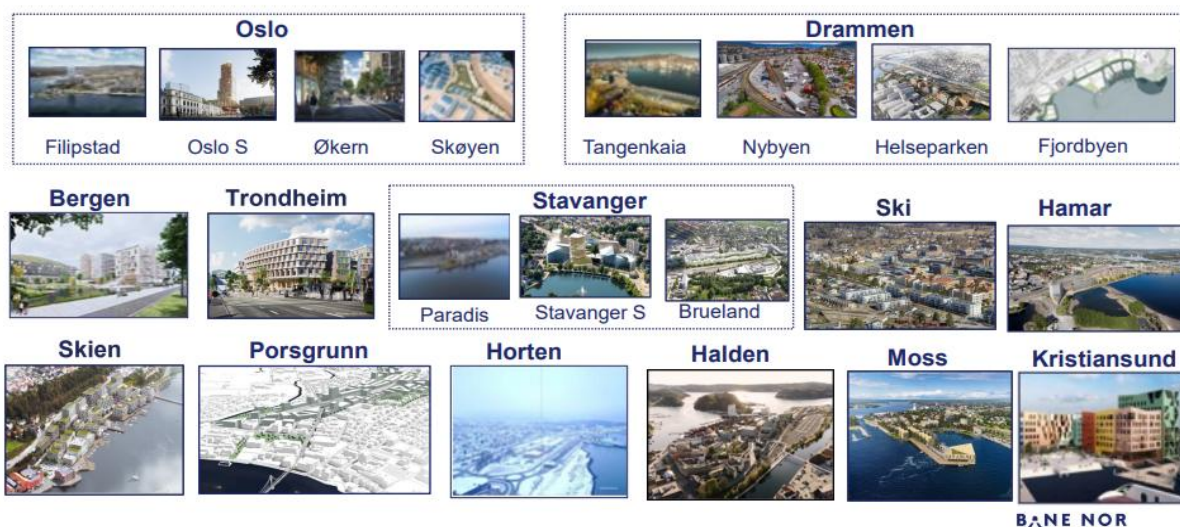 Oslo
Filipstad
Oslo S
Økern
Skøyen
Drammen
Tangenkaia
Nybyen
Helseparken
Fjordbyen
Bergen
Trondheim
Stavanger
Paradis
Stavanger S
Brueland
Ski
Hamar
Skien
Porsgrunn
Horten
Halden
Moss
Kristiansund
BANE NOR